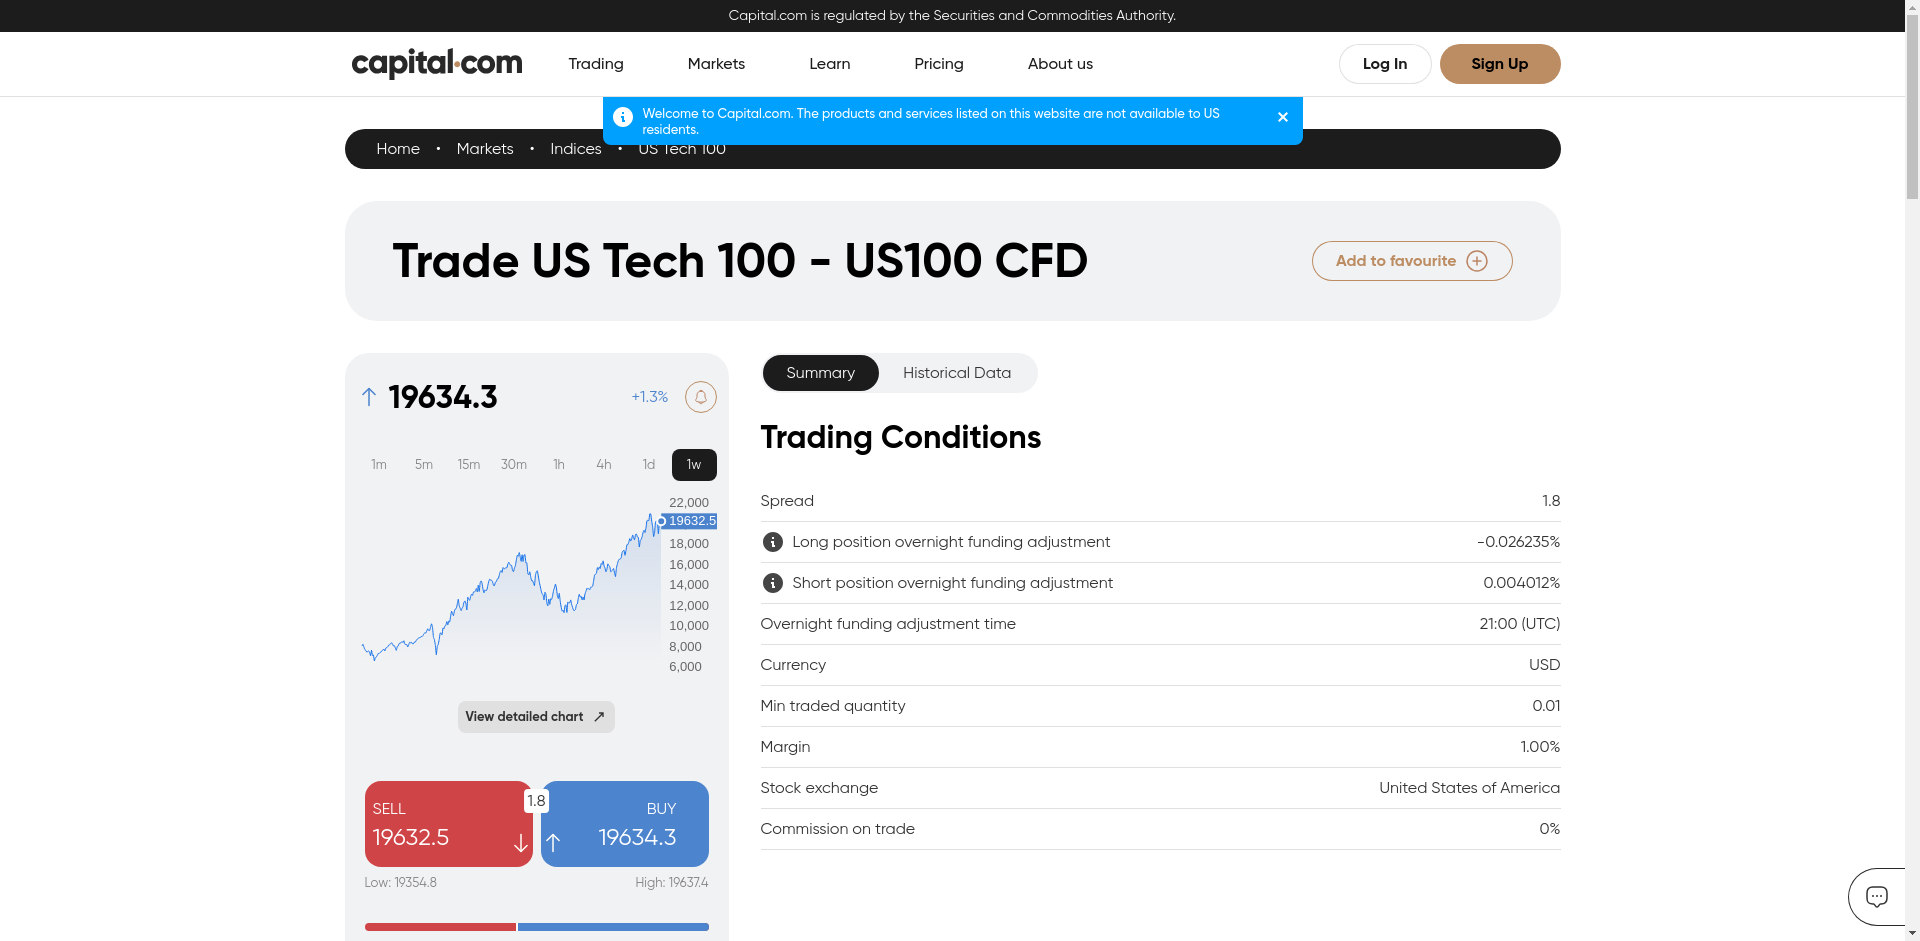 Capital.com is regulated by the Securities and Commodities Authority.
capital.com
Trading
Markets
Learn
Pricing
About us
Log In
Sign Up
Welcome to Capital.com. The products and services listed on this website are not available to US
residents.
Home • Markets • Indices • US Tech 100
Trade US Tech 100 - US100 CFD
Add to favourite
19634.3
+1.3%
1m 5m 15m 30m 1h 4h 1d 1w
22,000
19632.5
18,000
16,000
14,000
12,000
10,000
8,000
6,000
View detailed chart
SELL
19632.5
1.8
BUY
19634.3
Low: 19354.8
High: 19637.4
Summary
Historical Data
Trading Conditions
Spread 1.8
Long position overnight funding adjustment -0.026235%
Short position overnight funding adjustment 0.004012%
Overnight funding adjustment time 21:00 (UTC)
Currency USD
Min traded quantity 0.01
Margin 1.00%
Stock exchange United States of America
Commission on trade 0%